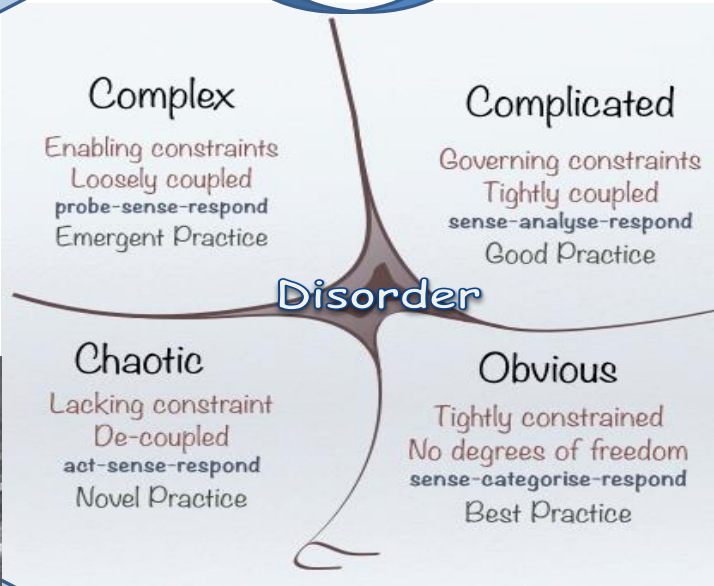 Complex
Enabling constraints
Loosely coupled
probe-sense-respond
Emergent Practice
Complicated
Governing constraints
Tightly coupled
sense-analyse-respond
Good Practice
Disorder
Chaotic
Lacking constraint
De-coupled
act-sense-respond
Novel Practice
Obvious
Tightly constrained
No degrees of freedom
sense-categorise-respond
Best Practice